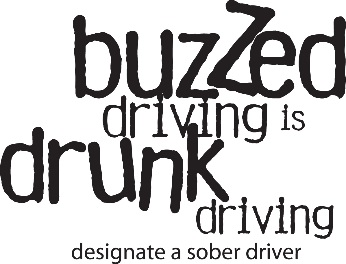 buzZed
driving is
drunk
driving
designate a sober driver